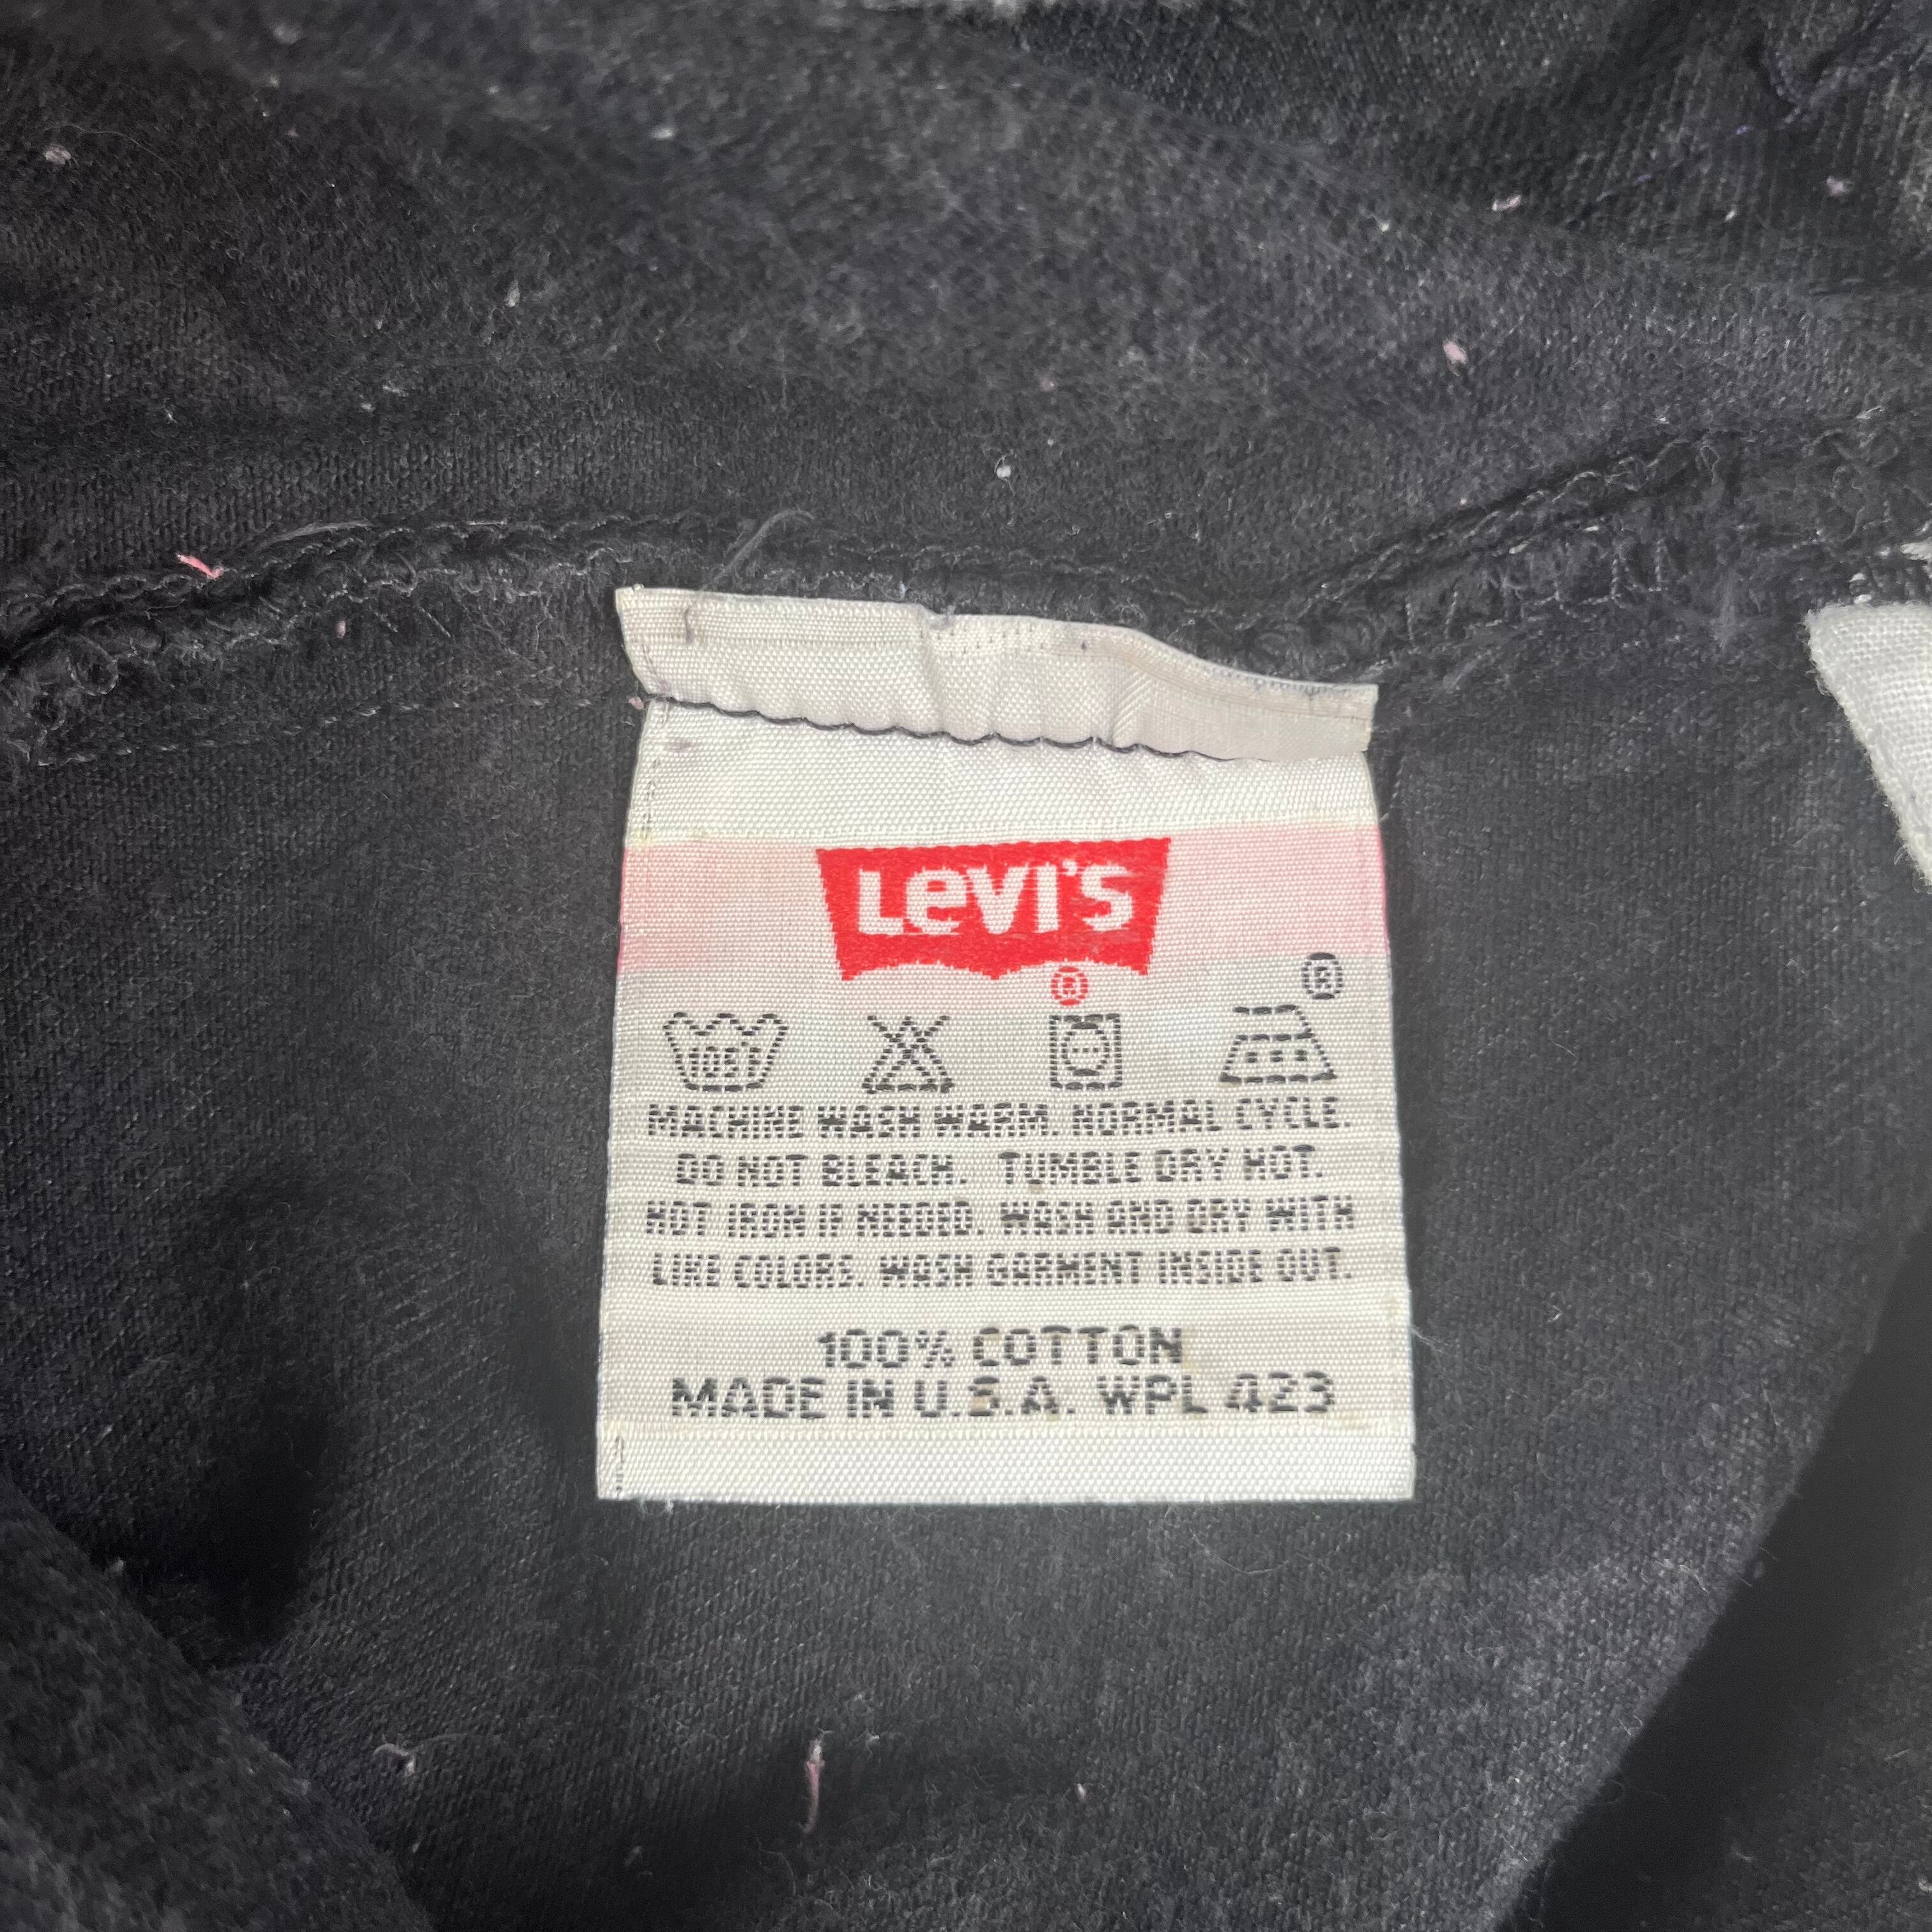 Levi's
®
®
105F
MACHINE WASH WARM. NORMAL CYCLE.
DO NOT BLEACH. TUMBLE DRY HOT.
HOT IRON IF NEEDED. WASH AND DRY WITH
LIKE COLORS. WASH GARMENT INSIDE OUT.
100% COTTON
MADE IN U.S.A. WPL 423